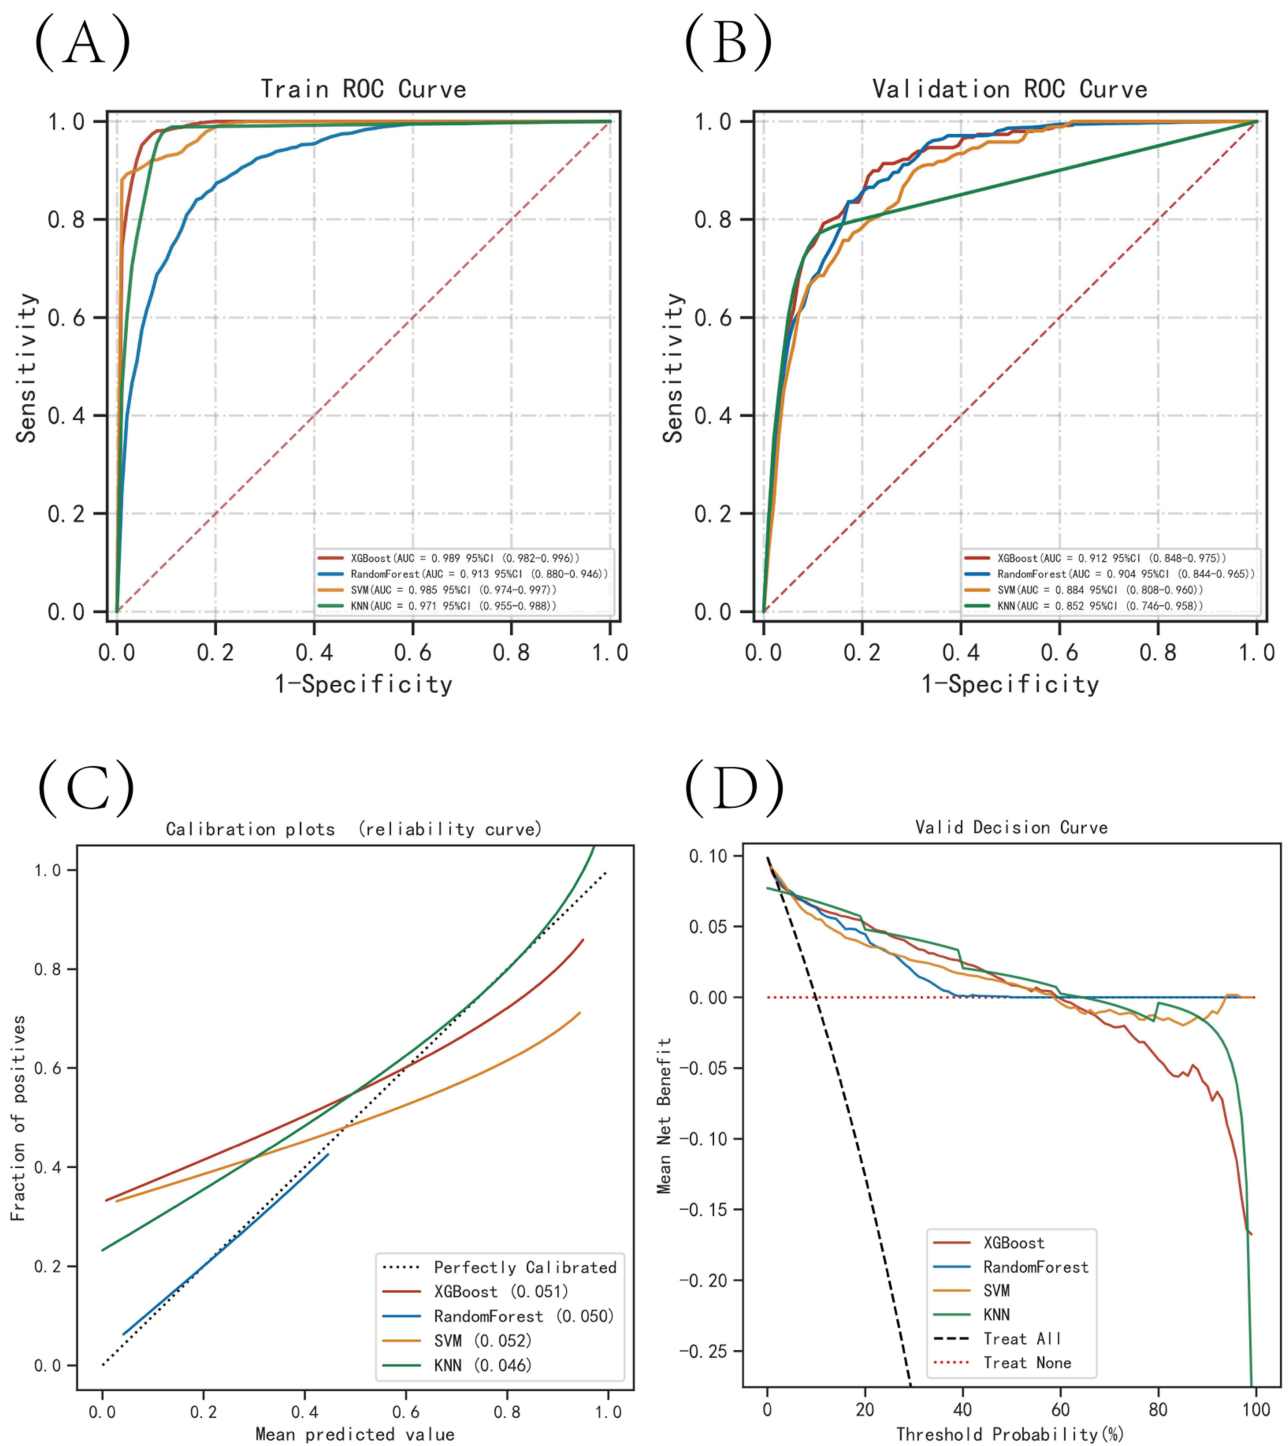 (A)
Train ROC Curve
Sensitivity
1.0
0.8
0.6
0.4
0.2
0.0
XGBoost(AUC = 0.989 95%CI (0.982-0.996))
RandomForest(AUC = 0.913 95%CI (0.880-0.946))
SVM(AUC = 0.985 95%CI (0.974-0.997))
KNN(AUC = 0.971 95%CI (0.955-0.988))
0.0 0.2 0.4 0.6 0.8 1.0
1-Specificity
(B)
Validation ROC Curve
Sensitivity
1.0
0.8
0.6
0.4
0.2
0.0
XGBoost(AUC = 0.912 95%CI (0.848-0.975))
RandomForest(AUC = 0.904 95%CI (0.844-0.965))
SVM(AUC = 0.884 95%CI (0.808-0.960))
KNN(AUC = 0.852 95%CI (0.746-0.958))
0.0 0.2 0.4 0.6 0.8 1.0
1-Specificity
(C)
Calibration plots (reliability curve)
Fraction of positives
1.0
0.8
0.6
0.4
0.2
0.0
Perfectly Calibrated
XGBoost (0.051)
RandomForest (0.050)
SVM (0.052)
KNN (0.046)
0.0 0.2 0.4 0.6 0.8 1.0
Mean predicted value
(D)
Valid Decision Curve
Mean Net Benefit
0.10
0.05
0.00
-0.05
-0.10
-0.15
-0.20
-0.25
XGBoost
RandomForest
SVM
KNN
Treat All
Treat None
0 20 40 60 80 100
Threshold Probability(%)